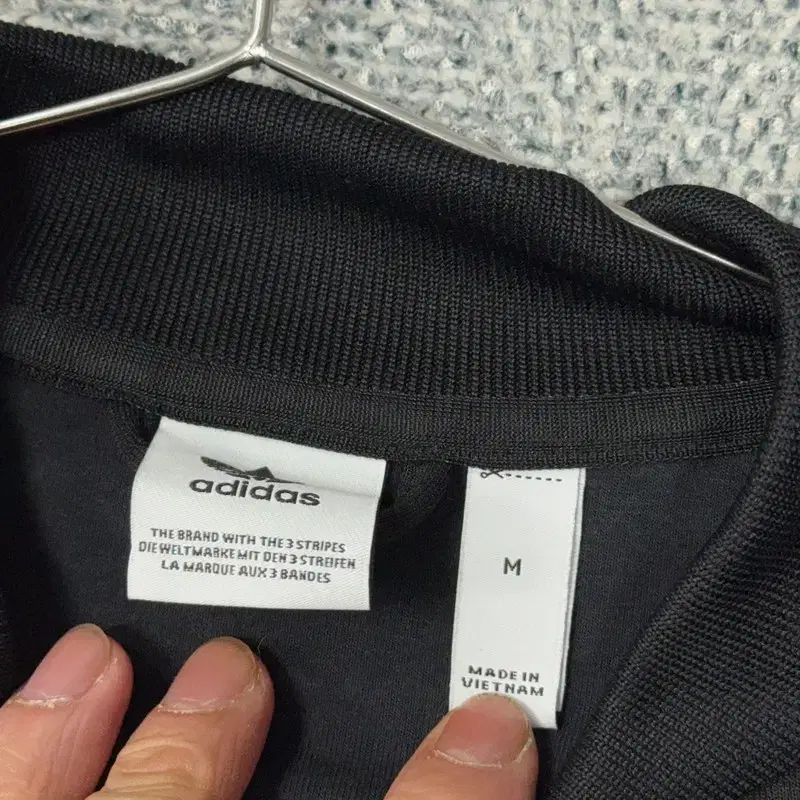 adidas
THE BRAND WITH THE 3 STRIPES
DIE WELTMARKE MIT DEN 3 STREIFEN
LA MARQUE AUX 3 BANDES
M
MADE IN
VIETNAM